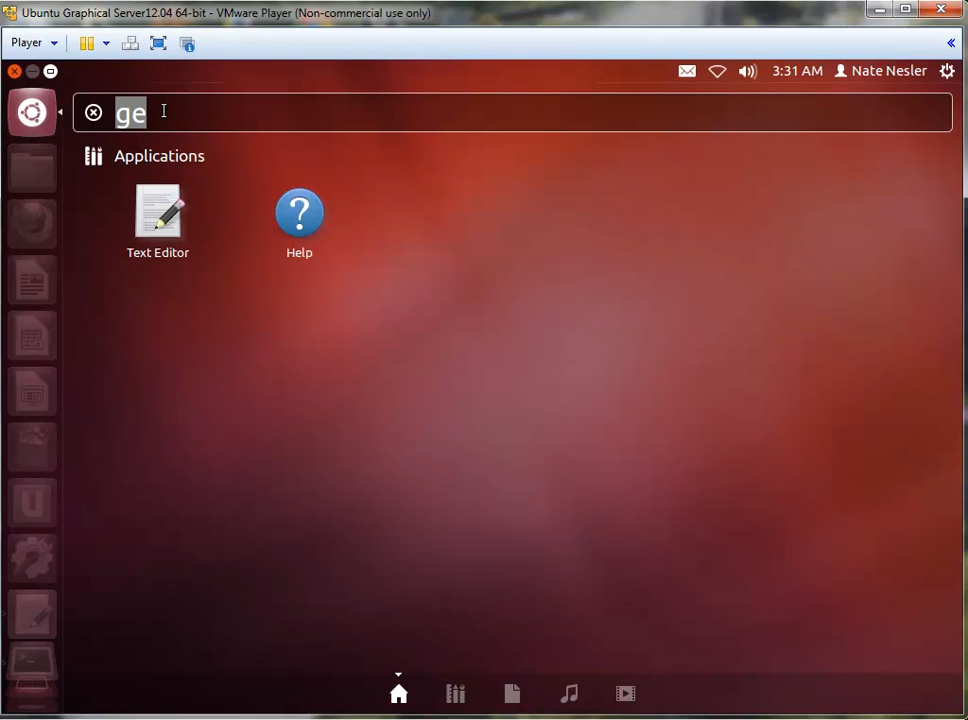 Ubuntu Graphical Server12.04 64-bit - VMware Player (Non-commercial use only)
Player
3:31 AM Nate Nesler
ge
Applications
Text Editor Help